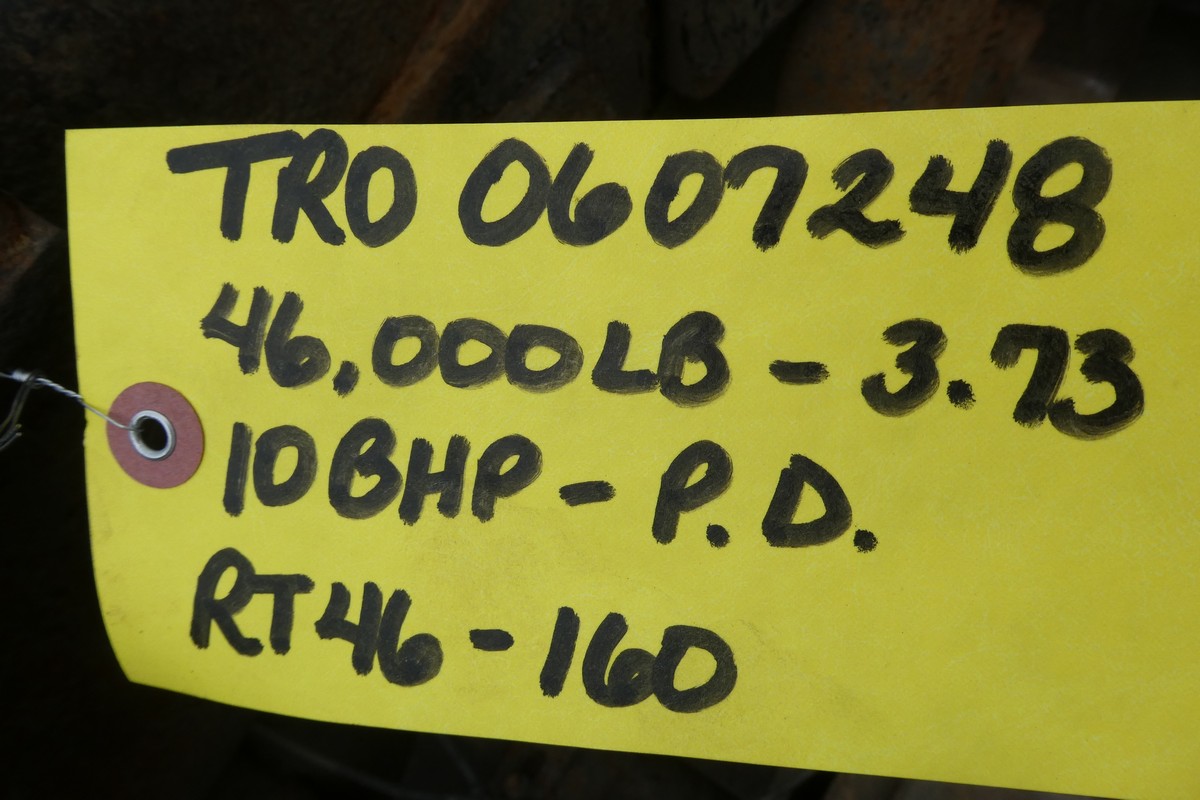 TRO 0607248
46,000LB - 3.73
10BHP - P.D.
RT46 - 160